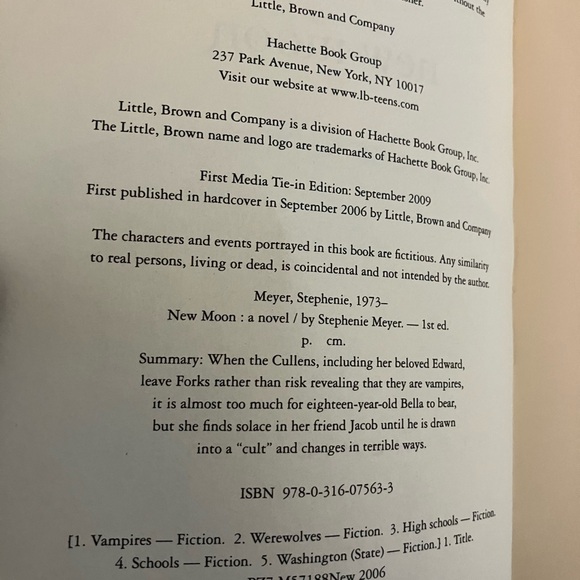 without the
Little, Brown and Company
Hachette Book Group
237 Park Avenue, New York, NY 10017
Visit our website at www.lb-teens.com
Little, Brown and Company is a division of Hachette Book Group, Inc.
The Little, Brown name and logo are trademarks of Hachette Book Group, Inc.
First Media Tie-in Edition: September 2009
First published in hardcover in September 2006 by Little, Brown and Company
The characters and events portrayed in this book are fictitious. Any similarity
to real persons, living or dead, is coincidental and not intended by the author.
Meyer, Stephenie, 1973–
New Moon : a novel / by Stephenie Meyer. — 1st ed.
p. cm.
Summary: When the Cullens, including her beloved Edward,
leave Forks rather than risk revealing that they are vampires,
it is almost too much for eighteen-year-old Bella to bear,
but she finds solace in her friend Jacob until he is drawn
into a “cult” and changes in terrible ways.
ISBN 978-0-316-07563-3
[1. Vampires — Fiction. 2. Werewolves — Fiction. 3. High schools — Fiction.
4. Schools — Fiction. 5. Washington (State) — Fiction.] 1. Title.
New 2006